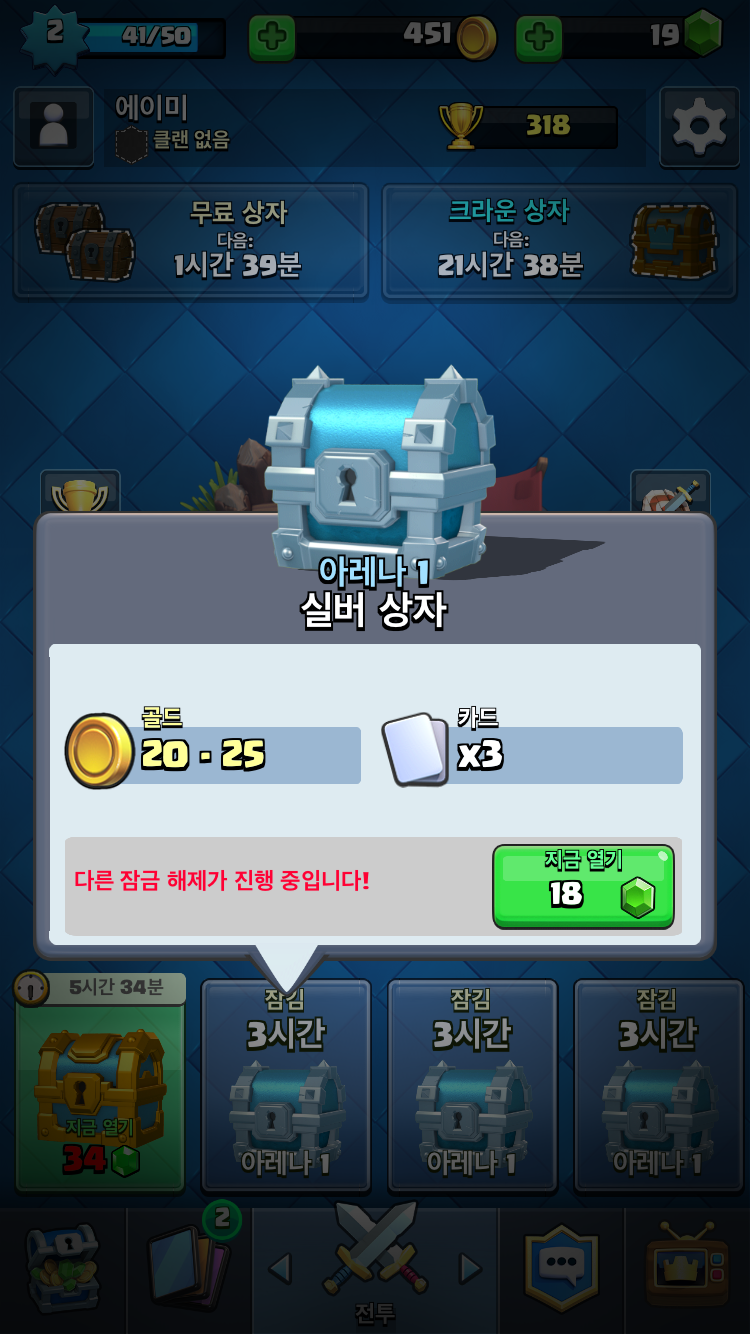 2
41/50
451
19
에이미
클랜 없음
318
무료 상자
다음:
1시간 39분
크라운 상자
다음:
21시간 38분
아레나 1
실버 상자
골드
20 - 25
카드
x3
다른 잠금 해제가 진행 중입니다!
지금 열기
18
5시간 34분
지금 열기
34
잠김
3시간
아레나 1
잠김
3시간
아레나 1
잠김
3시간
아레나 1
2
전투